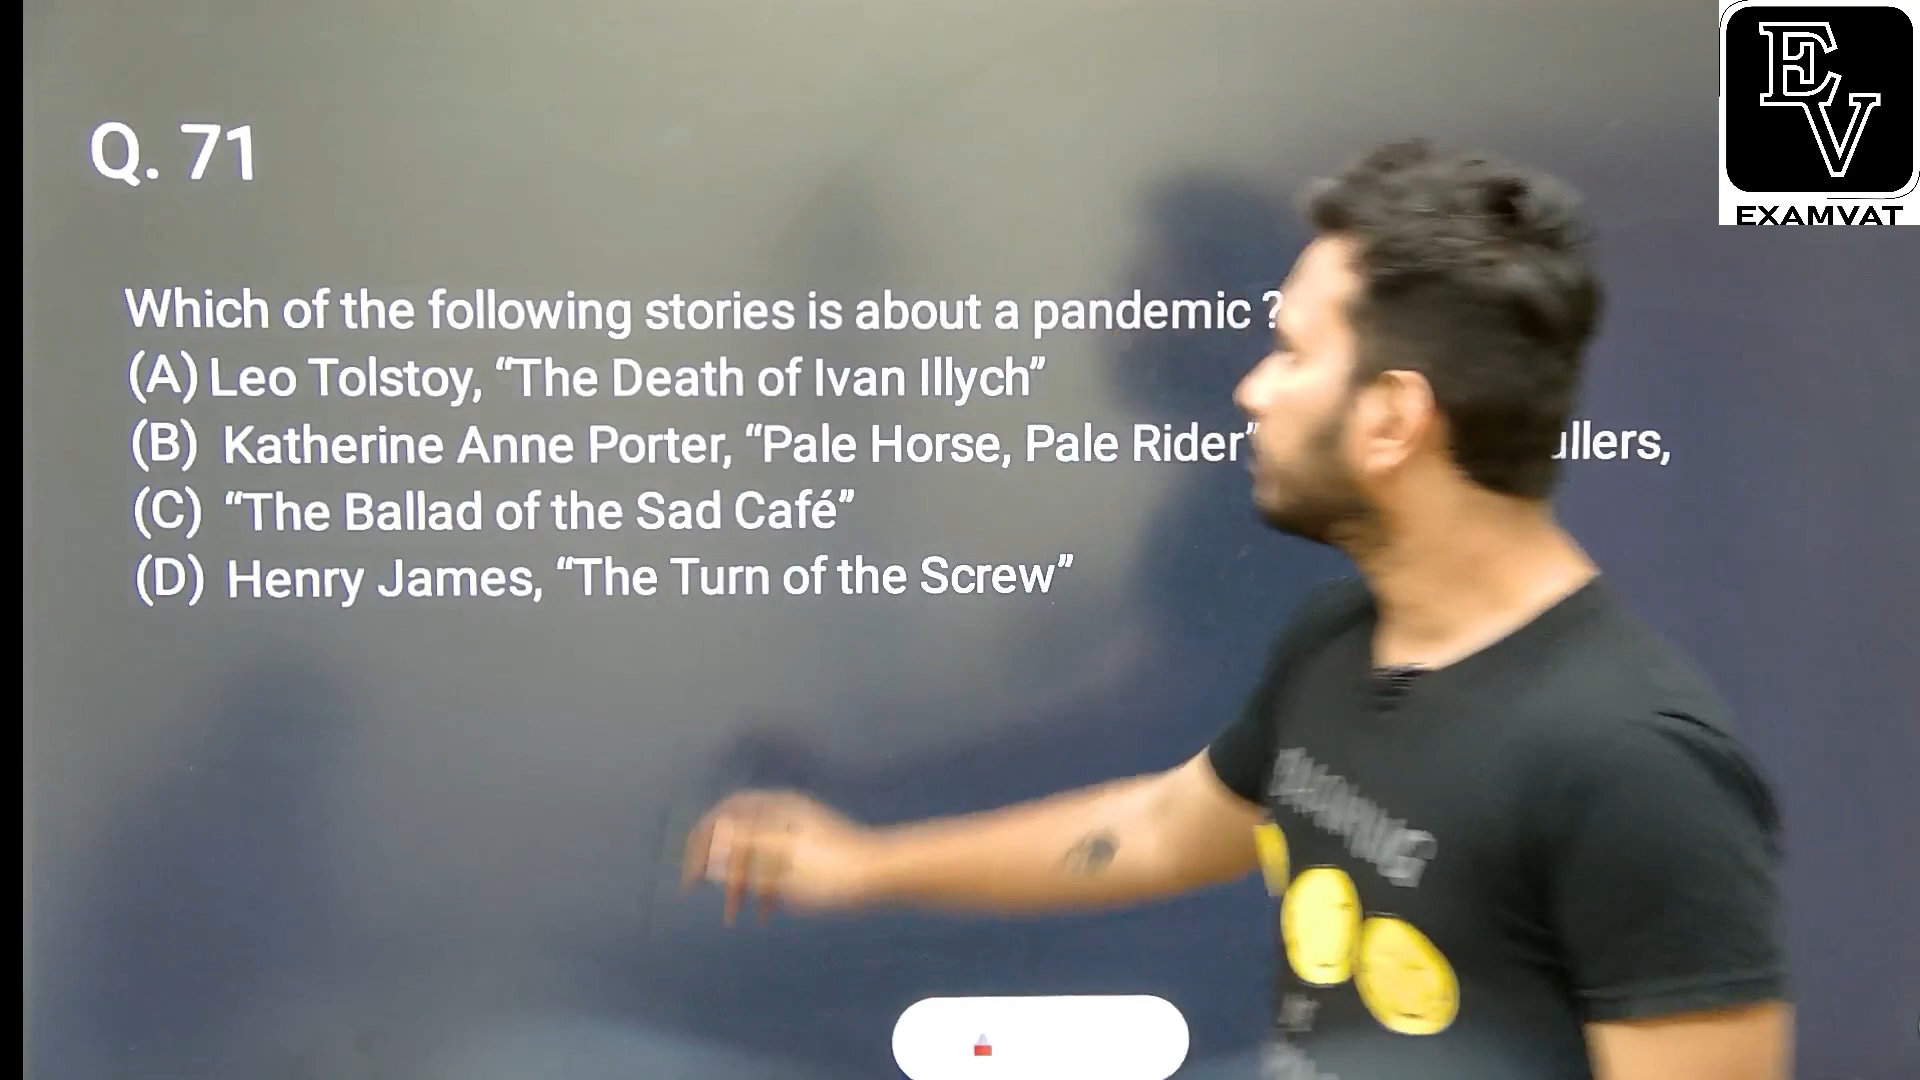 EV
EXAMVAT
Q. 71
Which of the following stories is about a pandemic ?
(A) Leo Tolstoy, “The Death of Ivan Illych”
(B) Katherine Anne Porter, “Pale Horse, Pale Rider”
(C) “The Ballad of the Sad Café”
(D) Henry James, “The Turn of the Screw”